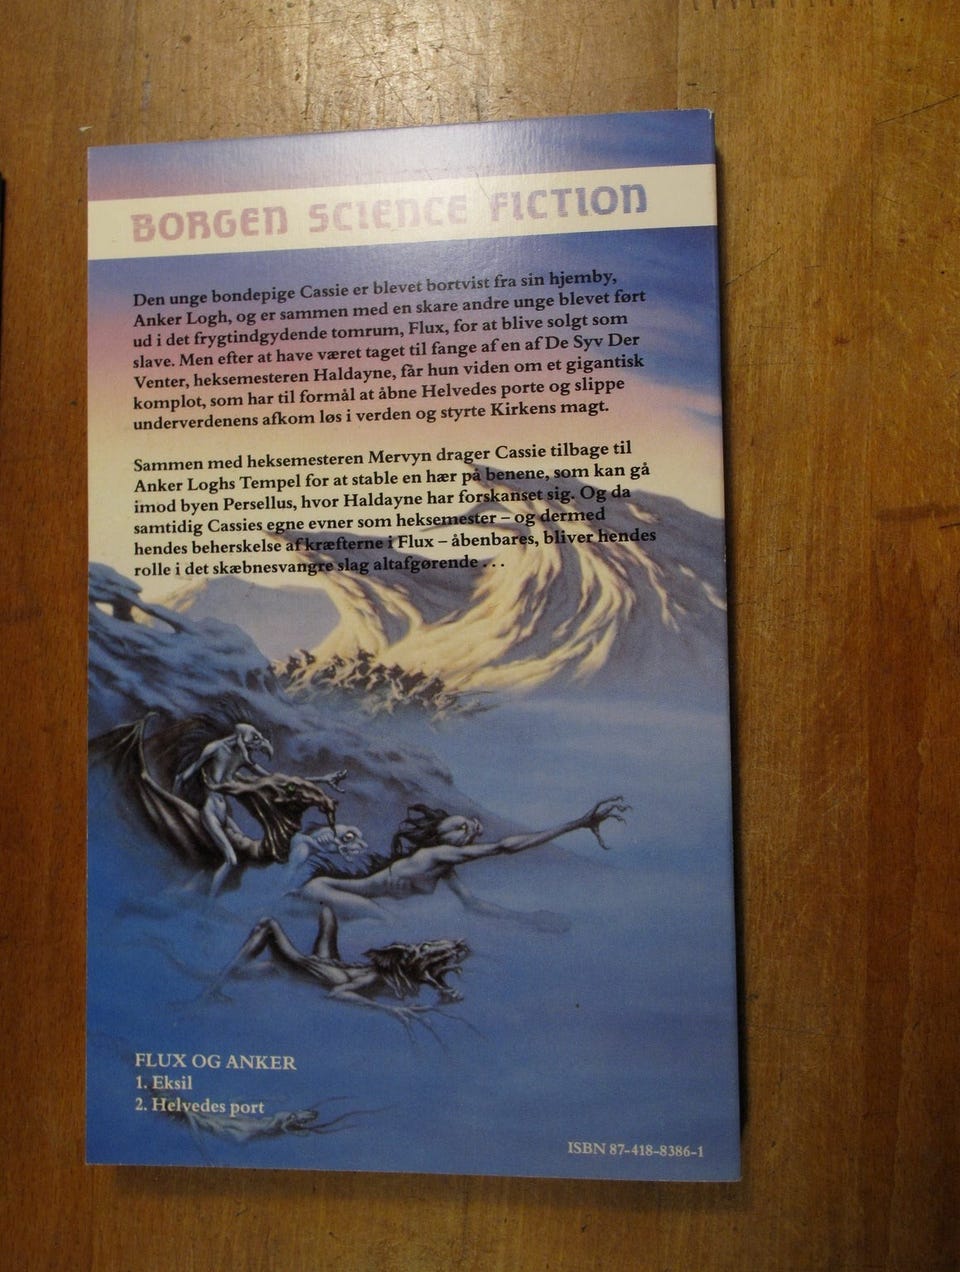 BORGEN SCIENCE FICTION
Den unge bondepige Cassie er blevet bortvist fra sin hjemby,
Anker Logh, og er sammen med en skare andre unge blevet ført
ud i det frygtindgydende tomrum, Flux, for at blive solgt som
slave. Men efter at have været taget til fange af en af De Syv Der
Venter, heksemesteren Haldayne, får hun viden om et gigantisk
komplot, som har til formål at åbne Helvedes porte og slippe
underverdenens afkom løs i verden og styrte Kirkens magt.
Sammen med heksemesteren Mervyn drager Cassie tilbage til
Anker Loghs Tempel for at stable en hær på benene, som kan gå
imod byen Persellus, hvor Haldayne har forskanset sig. Og da
samtidig Cassies egne evner som heksemester – og dermed
hendes beherskelse af kræfterne i Flux – åbenbares, bliver hendes
rolle i det skæbnesvangre slag altafgørende . . .
FLUX OG ANKER
1. Eksil
2. Helvedes port
ISBN 87-418-8386-1